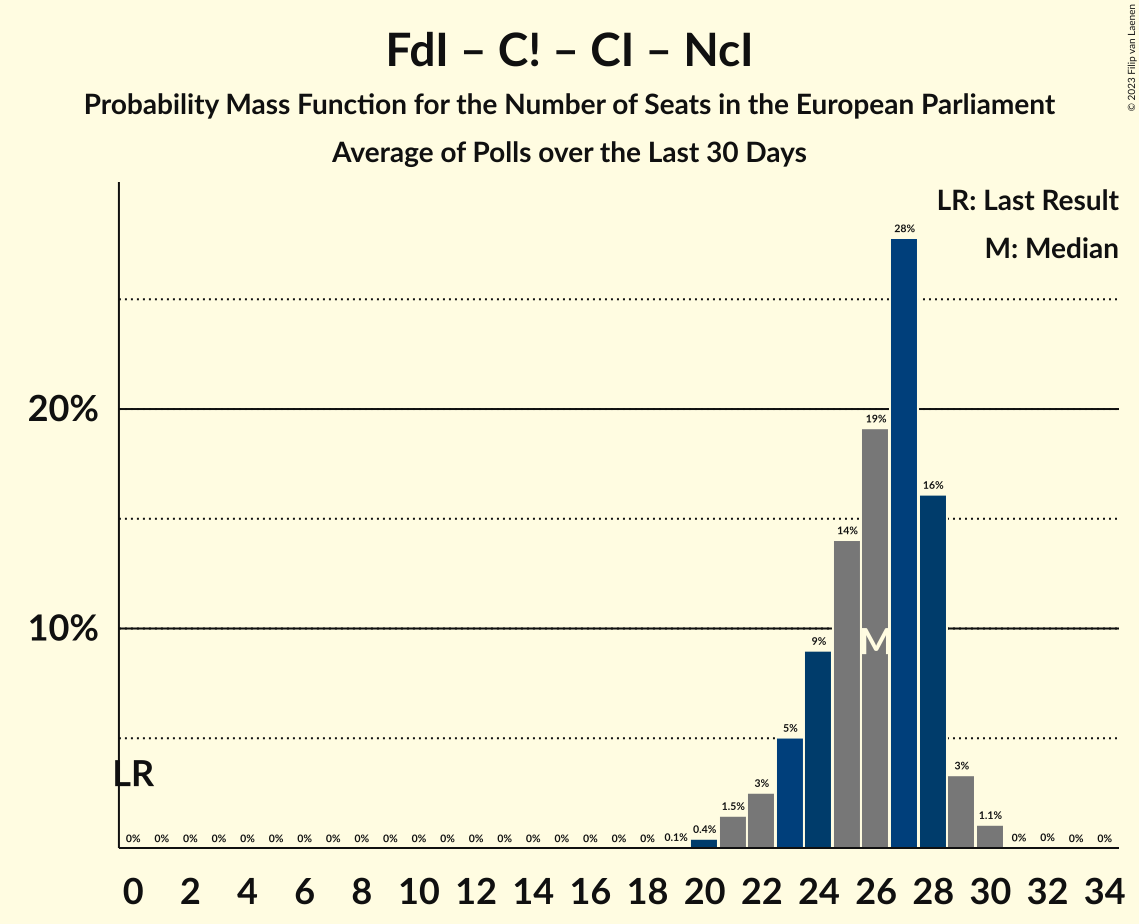 FdI – C! – CI – NcI
Probability Mass Function for the Number of Seats in the European Parliament
Average of Polls over the Last 30 Days
© 2023 Filip van Laenen
LR: Last Result
M: Median
20%
10%
LR
M
0% 0% 0% 0% 0% 0% 0% 0% 0% 0% 0% 0% 0% 0% 0% 0% 0% 0% 0% 0.1% 0.4% 1.5% 3% 5% 9% 14% 19% 28% 16% 3% 1.1% 0% 0% 0% 0%
0 2 4 6 8 10 12 14 16 18 20 22 24 26 28 30 32 34